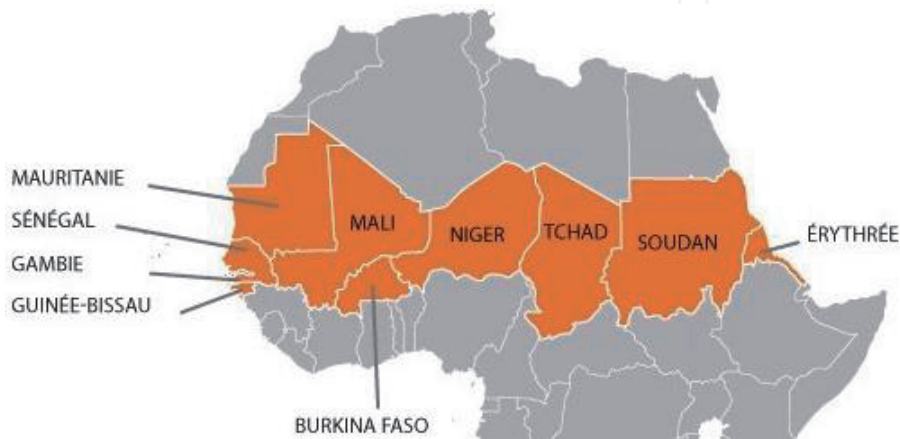 MAURITANIE
SÉNÉGAL
GAMBIE
GUINÉE-BISSAU
MALI
NIGER
TCHAD
SOUDAN
ÉRYTHRÉE
BURKINA FASO